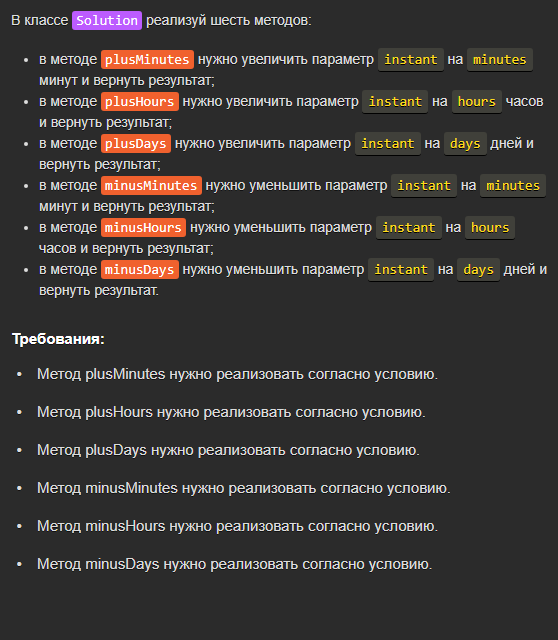 В классе Solution реализуй шесть методов:
• в методе plusMinutes нужно увеличить параметр instant на minutes
минут и вернуть результат;
• в методе plusHours нужно увеличить параметр instant на hours часов
и вернуть результат;
• в методе plusDays нужно увеличить параметр instant на days дней и
вернуть результат;
• в методе minusMinutes нужно уменьшить параметр instant на minutes
минут и вернуть результат;
• в методе minusHours нужно уменьшить параметр instant на hours
часов и вернуть результат;
• в методе minusDays нужно уменьшить параметр instant на days дней и
вернуть результат.
Требования:
• Метод plusMinutes нужно реализовать согласно условию.
• Метод plusHours нужно реализовать согласно условию.
• Метод plusDays нужно реализовать согласно условию.
• Метод minusMinutes нужно реализовать согласно условию.
• Метод minusHours нужно реализовать согласно условию.
• Метод minusDays нужно реализовать согласно условию.